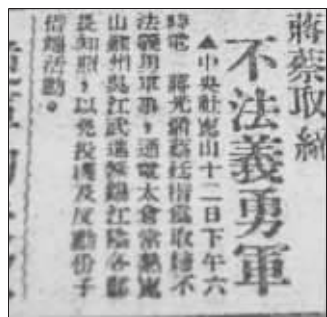 蔣蔡取締
不法義勇軍
▲中央社崑山十二日下午六
時電　蔣光鼐蔡廷楷爲取締不
法義勇軍事，通電太倉常熟崑
山蘇州吳江武進無錫江陰各縣
長知照，以免投機及反動份子
借端活動。